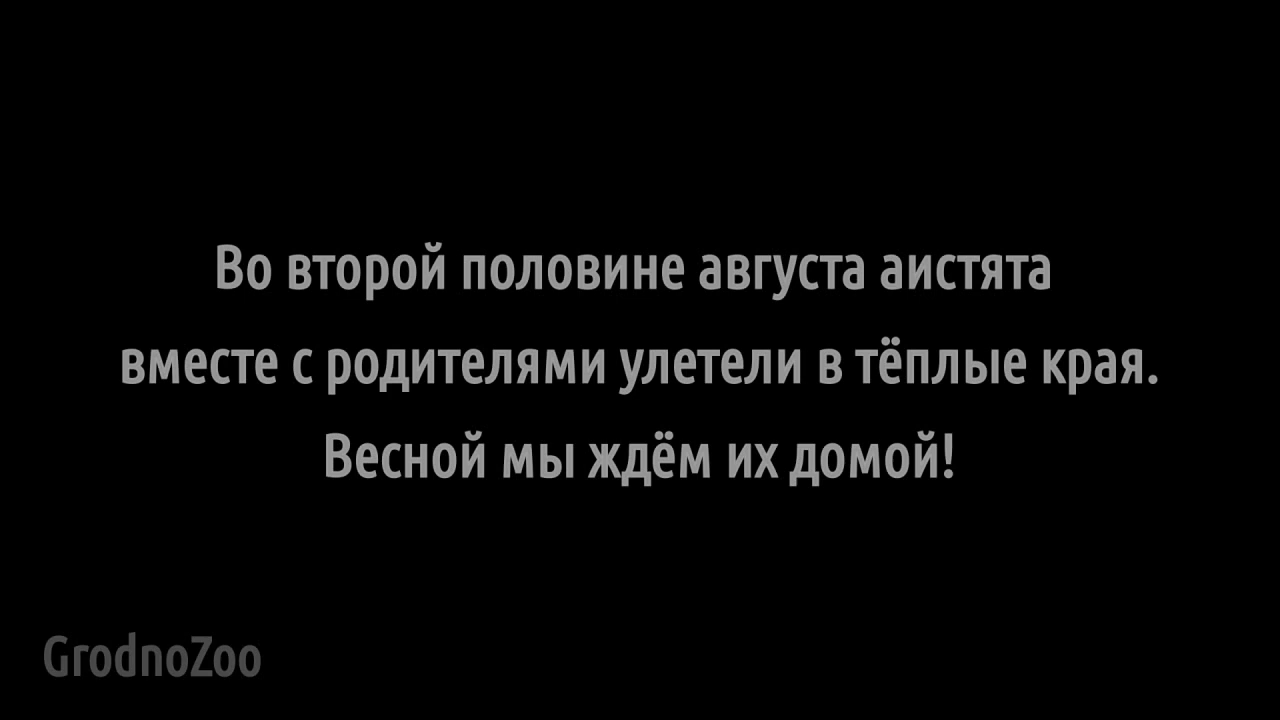 Во второй половине августа аистята
вместе с родителями улетели в тёплые края.
Весной мы ждём их домой!
GrodnoZoo